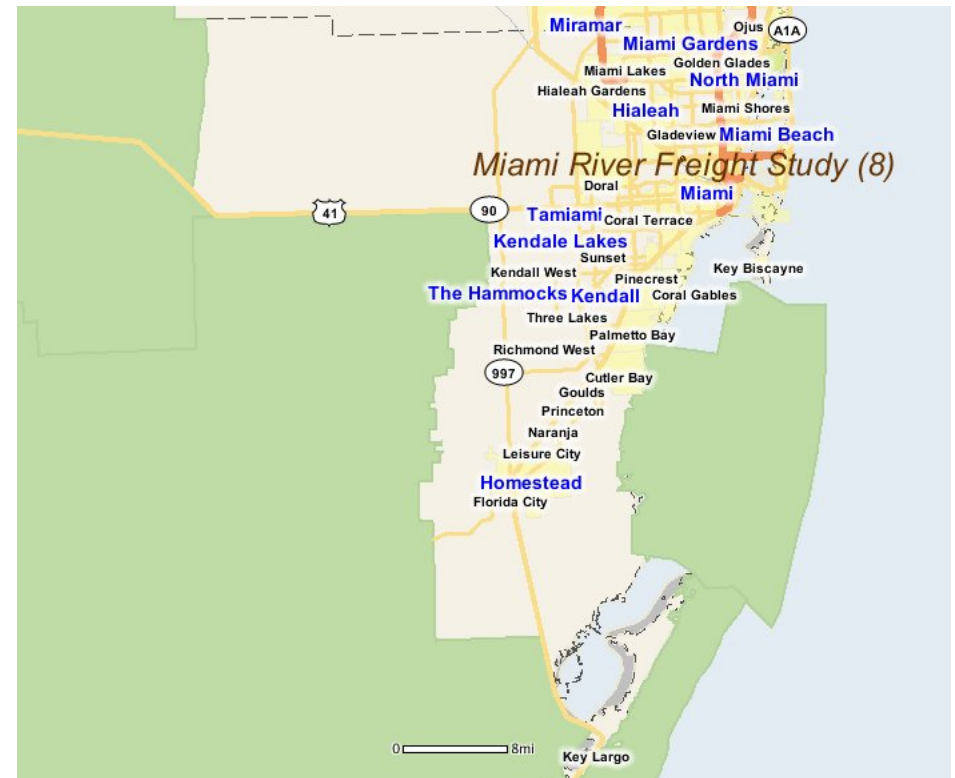 Miramar
Ojus
A1A
Miami Gardens
Golden Glades
Miami Lakes
North Miami
Hialeah Gardens
Hialeah
Miami Shores
Gladeview
Miami Beach
Miami River Freight Study (8)
Doral
Miami
41
90
Tamiami
Coral Terrace
Kendale Lakes
Sunset
Kendall West
Key Biscayne
Pinecrest
The Hammocks
Kendall
Coral Gables
Three Lakes
Palmetto Bay
Richmond West
997
Cutler Bay
Goulds
Princeton
Naranja
Leisure City
Homestead
Florida City
0
8mi
Key Largo